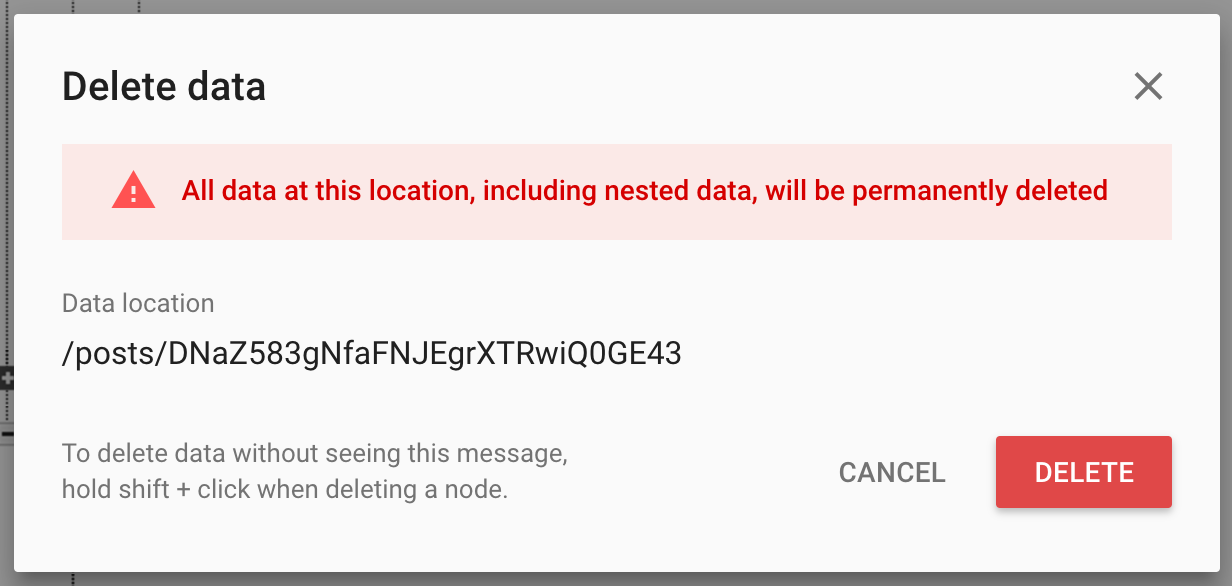 Delete data
All data at this location, including nested data, will be permanently deleted
Data location
/posts/DNaZ583gNfaFNJEgrXTRwiQ0GE43
To delete data without seeing this message,
hold shift + click when deleting a node.
CANCEL
DELETE